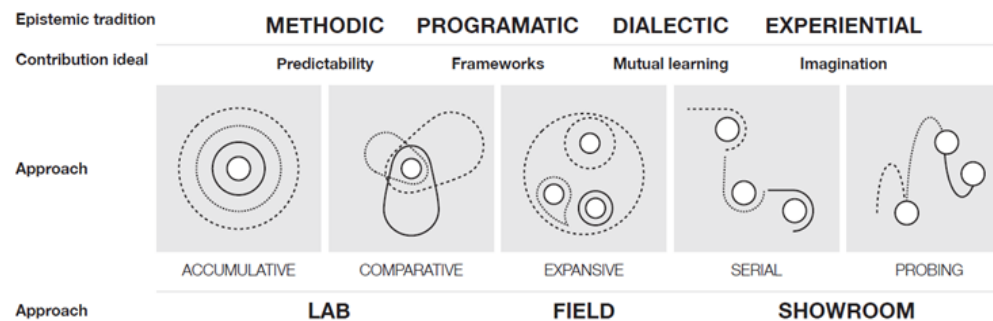 Epistemic tradition METHODIC PROGRAMATIC DIALECTIC EXPERIENTIAL
Contribution ideal Predictability Frameworks Mutual learning Imagination
Approach
ACCUMULATIVE COMPARATIVE EXPANSIVE SERIAL PROBING
Approach LAB FIELD SHOWROOM